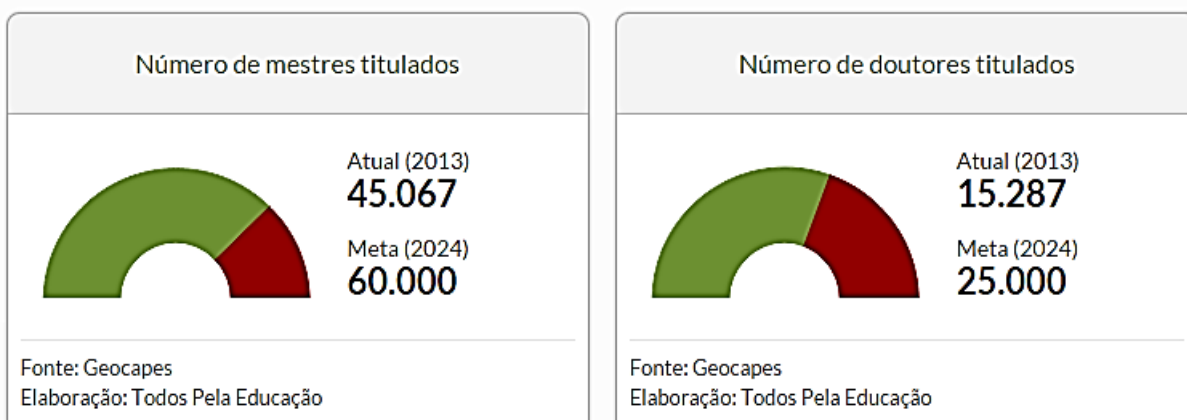 Número de mestres titulados
Atual (2013)
45.067
Meta (2024)
60.000
Fonte: Geocapes
Elaboração: Todos Pela Educação
Número de doutores titulados
Atual (2013)
15.287
Meta (2024)
25.000
Fonte: Geocapes
Elaboração: Todos Pela Educação